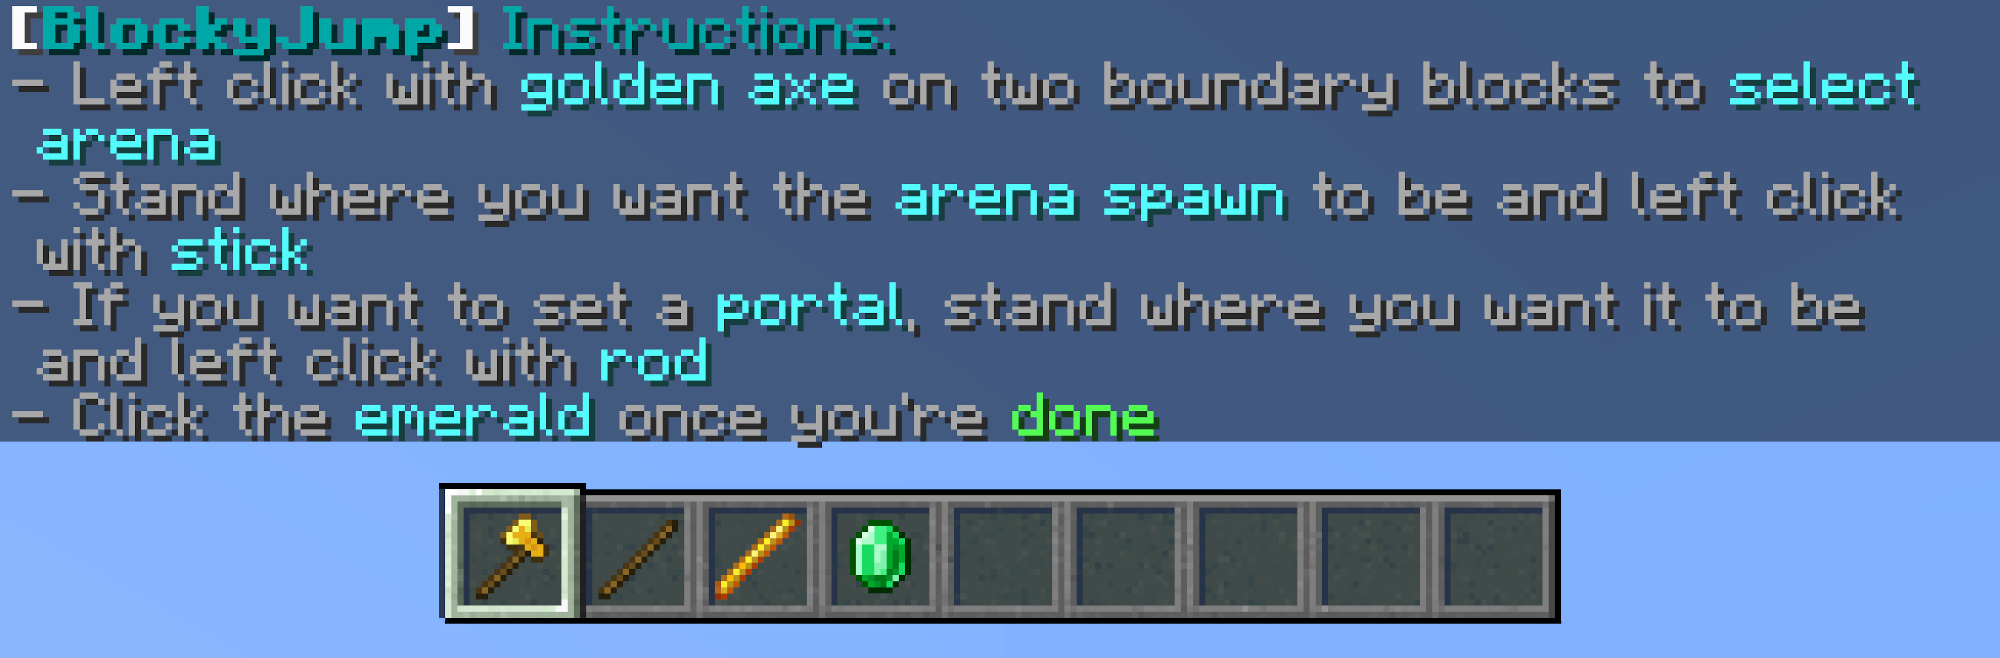 [BlockyJump] Instructions:
- Left click with golden axe on two boundary blocks to select
arena
- Stand where you want the arena spawn to be and left click
with stick
- If you want to set a portal, stand where you want it to be
and left click with rod
- Click the emerald once you're done